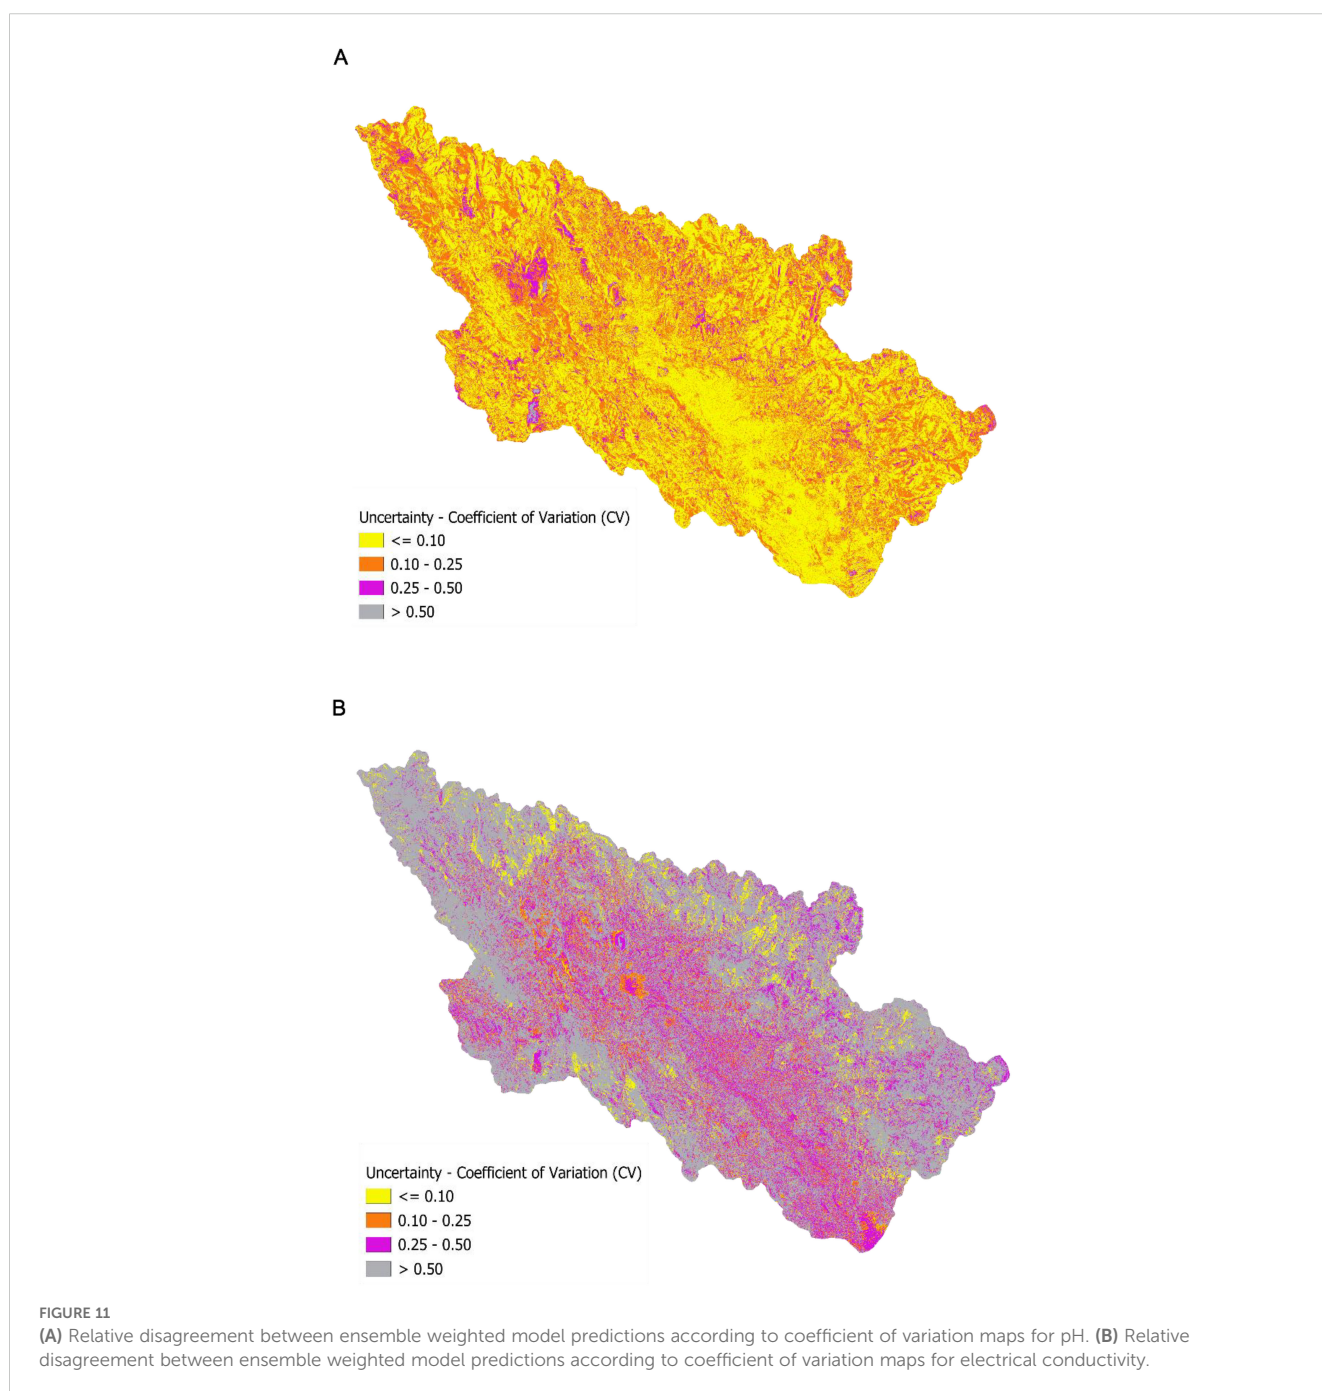 A
Uncertainty - Coefficient of Variation (CV)
<= 0.10
0.10 - 0.25
0.25 - 0.50
> 0.50
B
Uncertainty - Coefficient of Variation (CV)
<= 0.10
0.10 - 0.25
0.25 - 0.50
> 0.50
FIGURE 11
(A) Relative disagreement between ensemble weighted model predictions according to coefficient of variation maps for pH. (B) Relative
disagreement between ensemble weighted model predictions according to coefficient of variation maps for electrical conductivity.